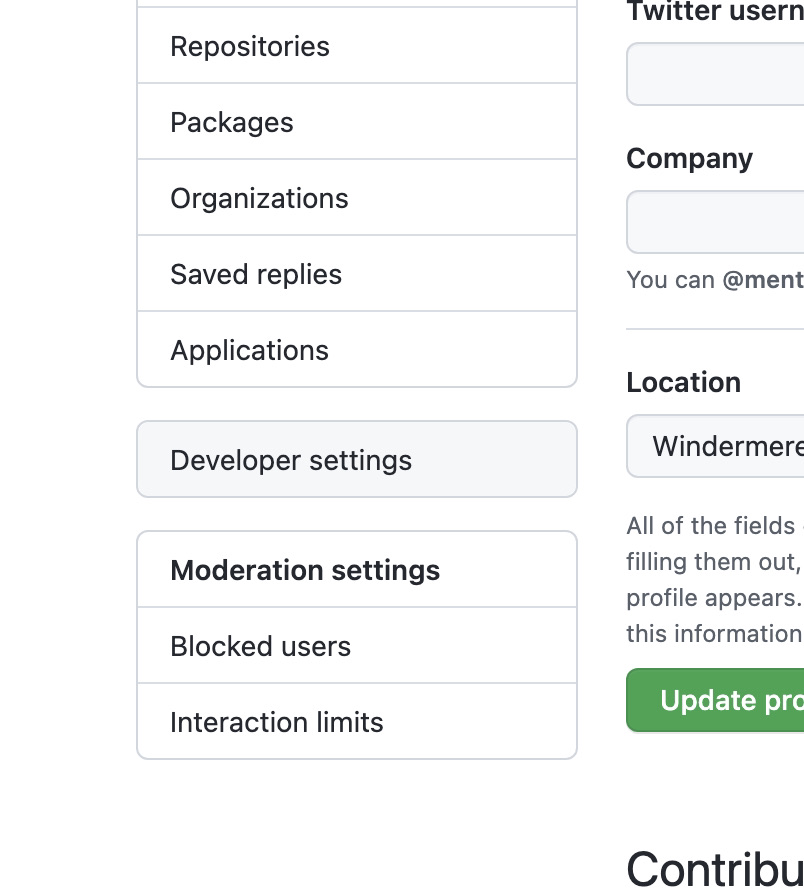 Repositories
Packages
Organizations
Saved replies
Applications
Developer settings
Moderation settings
Blocked users
Interaction limits
Twitter usern
Company
You can @ment
Location
Windermere
All of the fields
filling them out,
profile appears.
this information
Update pro
Contribu